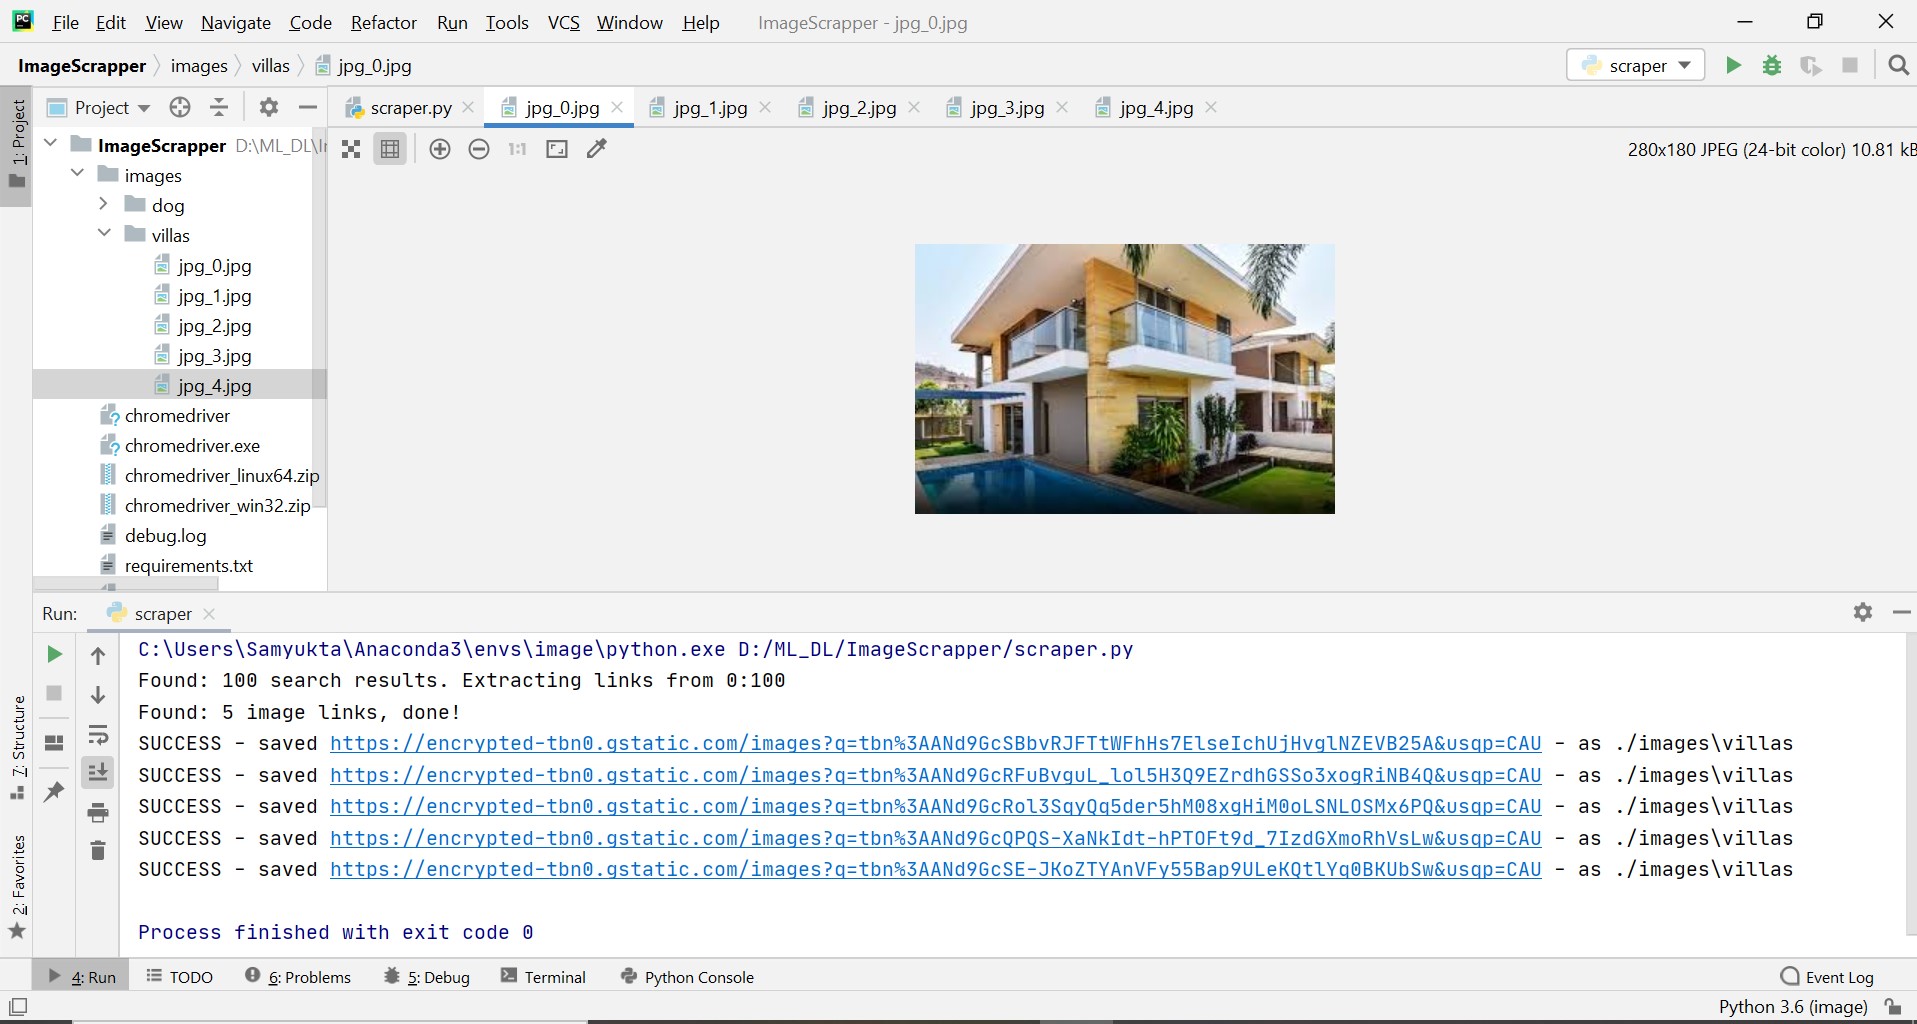 PC File Edit View Navigate Code Refactor Run Tools VCS Window Help ImageScrapper - jpg_0.jpg
ImageScrapper images villas jpg_0.jpg scraper
1: Project
Project
scraper.py jpg_0.jpg jpg_1.jpg jpg_2.jpg jpg_3.jpg jpg_4.jpg
1:1 280x180 JPEG (24-bit color) 10.81 kB
ImageScrapper D:\ML_DL\
images
dog
villas
jpg_0.jpg
jpg_1.jpg
jpg_2.jpg
jpg_3.jpg
jpg_4.jpg
chromedriver
chromedriver.exe
chromedriver_linux64.zip
chromedriver_win32.zip
debug.log
requirements.txt
Run: scraper
C:\Users\Samyukta\Anaconda3\envs\image\python.exe D:/ML_DL/ImageScrapper/scraper.py
Found: 100 search results. Extracting links from 0:100
Found: 5 image links, done!
SUCCESS - saved https://encrypted-tbn0.gstatic.com/images?q=tbn%3AANd9GcSBbvRJFTtWFhHs7ElseIchUjHvglNZEVB25A&usqp=CAU - as ./images\villas
SUCCESS - saved https://encrypted-tbn0.gstatic.com/images?q=tbn%3AANd9GcRFuBvguL_lol5H3Q9EZrdhGSSo3xogRiNB4Q&usqp=CAU - as ./images\villas
SUCCESS - saved https://encrypted-tbn0.gstatic.com/images?q=tbn%3AANd9GcRol3SqyQq5der5hM08xgHiM0oLSNLOSMx6PQ&usqp=CAU - as ./images\villas
SUCCESS - saved https://encrypted-tbn0.gstatic.com/images?q=tbn%3AANd9GcQPQS-XaNkIdt-hPTOFt9d_7IzdGXmoRhVsLw&usqp=CAU - as ./images\villas
SUCCESS - saved https://encrypted-tbn0.gstatic.com/images?q=tbn%3AANd9GcSE-JKoZTYAnVFy55Bap9ULeKQtlYq0BKUbSw&usqp=CAU - as ./images\villas
Process finished with exit code 0
7: Structure
2: Favorites
4: Run TODO 6: Problems 5: Debug Terminal Python Console Event Log
Python 3.6 (image)